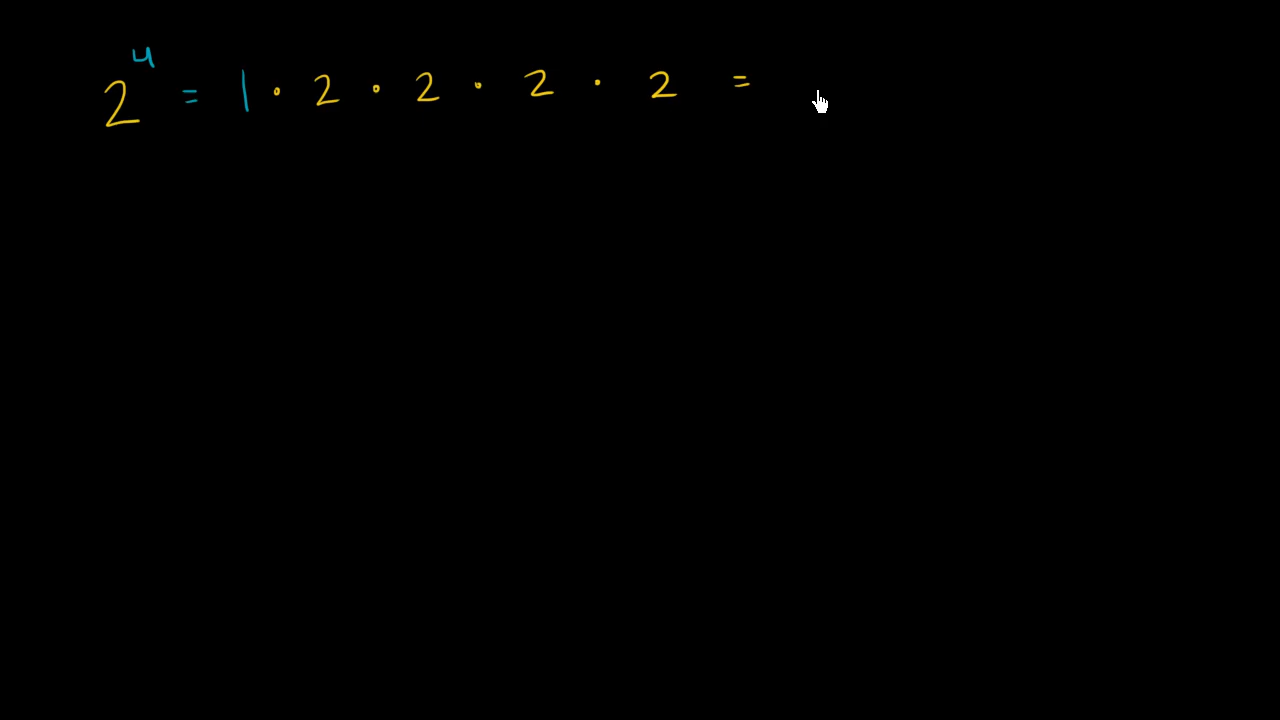 2⁴ = 1 · 2 · 2 · 2 · 2 =